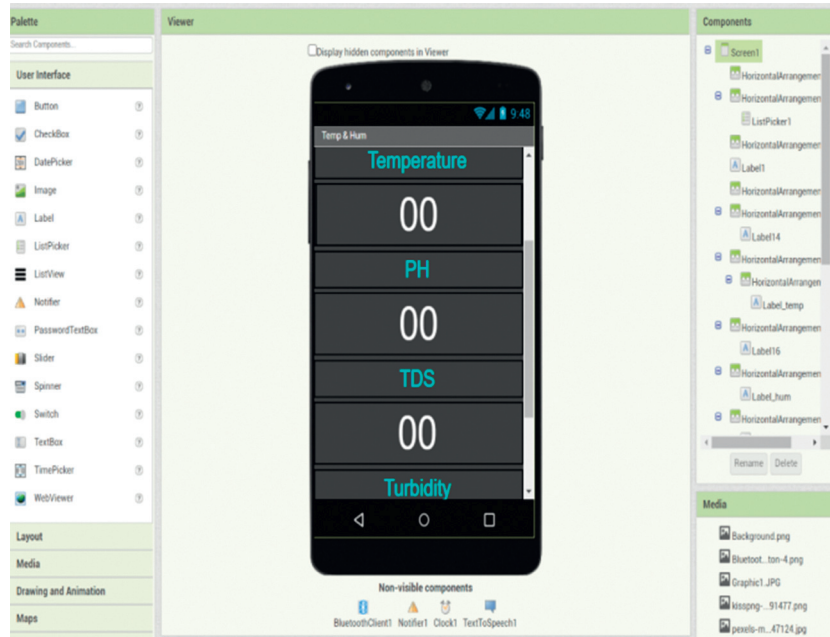 Palette
Search Components...
User Interface
Button
CheckBox
DatePicker
Image
Label
ListPicker
ListView
Notifier
PasswordTextBox
Slider
Spinner
Switch
TextBox
TimePicker
WebViewer
Layout
Media
Drawing and Animation
Maps
Viewer
Display hidden components in Viewer
9:48
Temp & Hum
Temperature
00
PH
00
TDS
00
Turbidity
Non-visible components
BluetoothClient1 Notifier1 Clock1 TextToSpeech1
Components
Screen1
HorizontalArrangemen
HorizontalArrangemen
ListPicker1
HorizontalArrangemen
Label1
HorizontalArrangemen
HorizontalArrangemen
Label14
HorizontalArrangemen
HorizontalArrangen
Label_temp
HorizontalArrangemen
Label16
HorizontalArrangemen
Label_hum
HorizontalArrangemen
Rename Delete
Media
Background.png
Bluetoot...ton-4.png
Graphic1.JPG
kisspng-...91477.png
pexels-m...47124.jpg